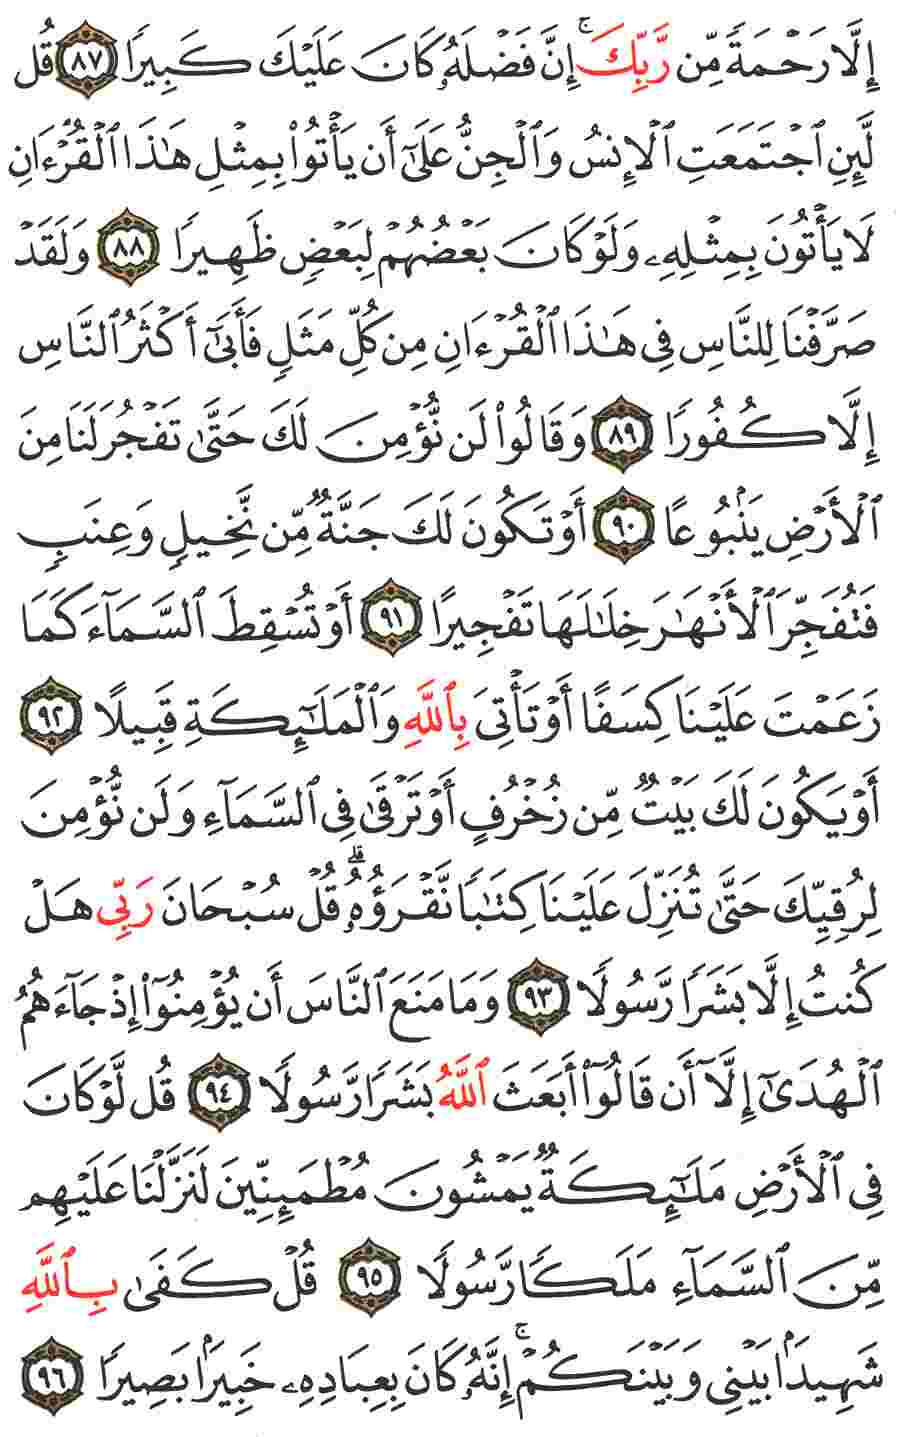 إِلَّا رَحْمَةً مِّن رَّبِّكَ ۚ إِنَّ فَضْلَهُۥ كَانَ عَلَيْكَ كَبِيرًا ٨٧ قُل
لَّئِنِ ٱجْتَمَعَتِ ٱلْإِنسُ وَٱلْجِنُّ عَلَىٰٓ أَن يَأْتُوا۟ بِمِثْلِ هَـٰذَا ٱلْقُرْءَانِ
لَا يَأْتُونَ بِمِثْلِهِۦ وَلَوْ كَانَ بَعْضُهُمْ لِبَعْضٍ ظَهِيرًا ٨٨ وَلَقَدْ
صَرَّفْنَا لِلنَّاسِ فِى هَـٰذَا ٱلْقُرْءَانِ مِن كُلِّ مَثَلٍ فَأَبَىٰٓ أَكْثَرُ ٱلنَّاسِ
إِلَّا كُفُورًا ٨٩ وَقَالُوا۟ لَن نُّؤْمِنَ لَكَ حَتَّىٰ تَفْجُرَ لَنَا مِنَ
ٱلْأَرْضِ يَنۢبُوعًا ٩٠ أَوْ تَكُونَ لَكَ جَنَّةٌ مِّن نَّخِيلٍ وَعِنَبٍ
فَتُفَجِّرَ ٱلْأَنْهَـٰرَ خِلَـٰلَهَا تَفْجِيرًا ٩١ أَوْ تُسْقِطَ ٱلسَّمَآءَ كَمَا
زَعَمْتَ عَلَيْنَا كِسَفًا أَوْ تَأْتِىَ بِٱللَّهِ وَٱلْمَلَـٰٓئِكَةِ قَبِيلًا ٩٢
أَوْ يَكُونَ لَكَ بَيْتٌ مِّن زُخْرُفٍ أَوْ تَرْقَىٰ فِى ٱلسَّمَآءِ وَلَن نُّؤْمِنَ
لِرُقِيِّكَ حَتَّىٰ تُنَزِّلَ عَلَيْنَا كِتَـٰبًا نَّقْرَؤُهُۥ ۗ قُلْ سُبْحَانَ رَبِّى هَلْ
كُنتُ إِلَّا بَشَرًا رَّسُولًا ٩٣ وَمَا مَنَعَ ٱلنَّاسَ أَن يُؤْمِنُوٓا۟ إِذْ جَآءَهُمُ
ٱلْهُدَىٰٓ إِلَّآ أَن قَالُوٓا۟ أَبَعَثَ ٱللَّهُ بَشَرًا رَّسُولًا ٩٤ قُل لَّوْ كَانَ
فِى ٱلْأَرْضِ مَلَـٰٓئِكَةٌ يَمْشُونَ مُطْمَئِنِّينَ لَنَزَّلْنَا عَلَيْهِم
مِّنَ ٱلسَّمَآءِ مَلَكًا رَّسُولًا ٩٥ قُلْ كَفَىٰ بِٱللَّهِ
شَهِيدًۢا بَيْنِى وَبَيْنَكُمْ ۚ إِنَّهُۥ كَانَ بِعِبَادِهِۦ خَبِيرًۢا بَصِيرًا ٩٦